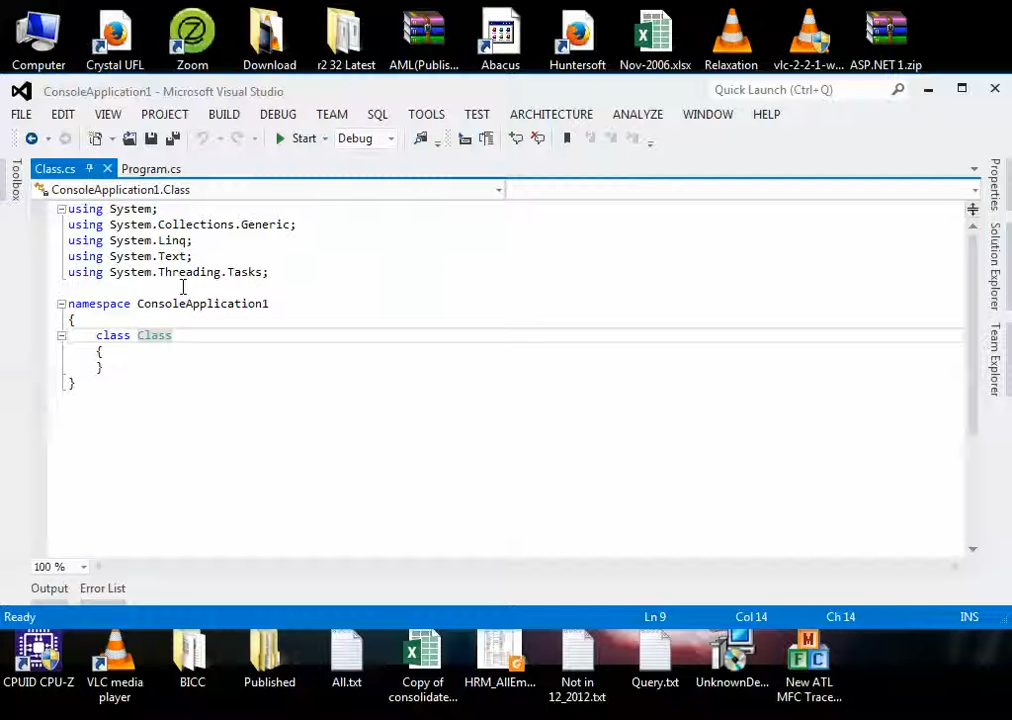 Computer
Crystal UFL
Zoom
Download
r2 32 Latest
AML(Publis...
Abacus
Huntersoft
Nov-2006.xlsx
Relaxation
vlc-2-2-1-w...
ASP.NET 1.zip
ConsoleApplication1 - Microsoft Visual Studio
Quick Launch (Ctrl+Q)
FILE EDIT VIEW PROJECT BUILD DEBUG TEAM SQL TOOLS TEST ARCHITECTURE ANALYZE WINDOW HELP
Start Debug
Class.cs Program.cs
Toolbox
ConsoleApplication1.Class
Properties
Solution Explorer
Team Explorer
using System;
using System.Collections.Generic;
using System.Linq;
using System.Text;
using System.Threading.Tasks;
namespace ConsoleApplication1
{
class Class
{
}
}
100 %
Output Error List
Ready Ln 9 Col 14 Ch 14 INS
CPUID CPU-Z
VLC media
player
BICC
Published
All.txt
Copy of
consolidate...
HRM_AllEm...
Not in
12_2012.txt
Query.txt
UnknownDe...
New ATL
MFC Trace...